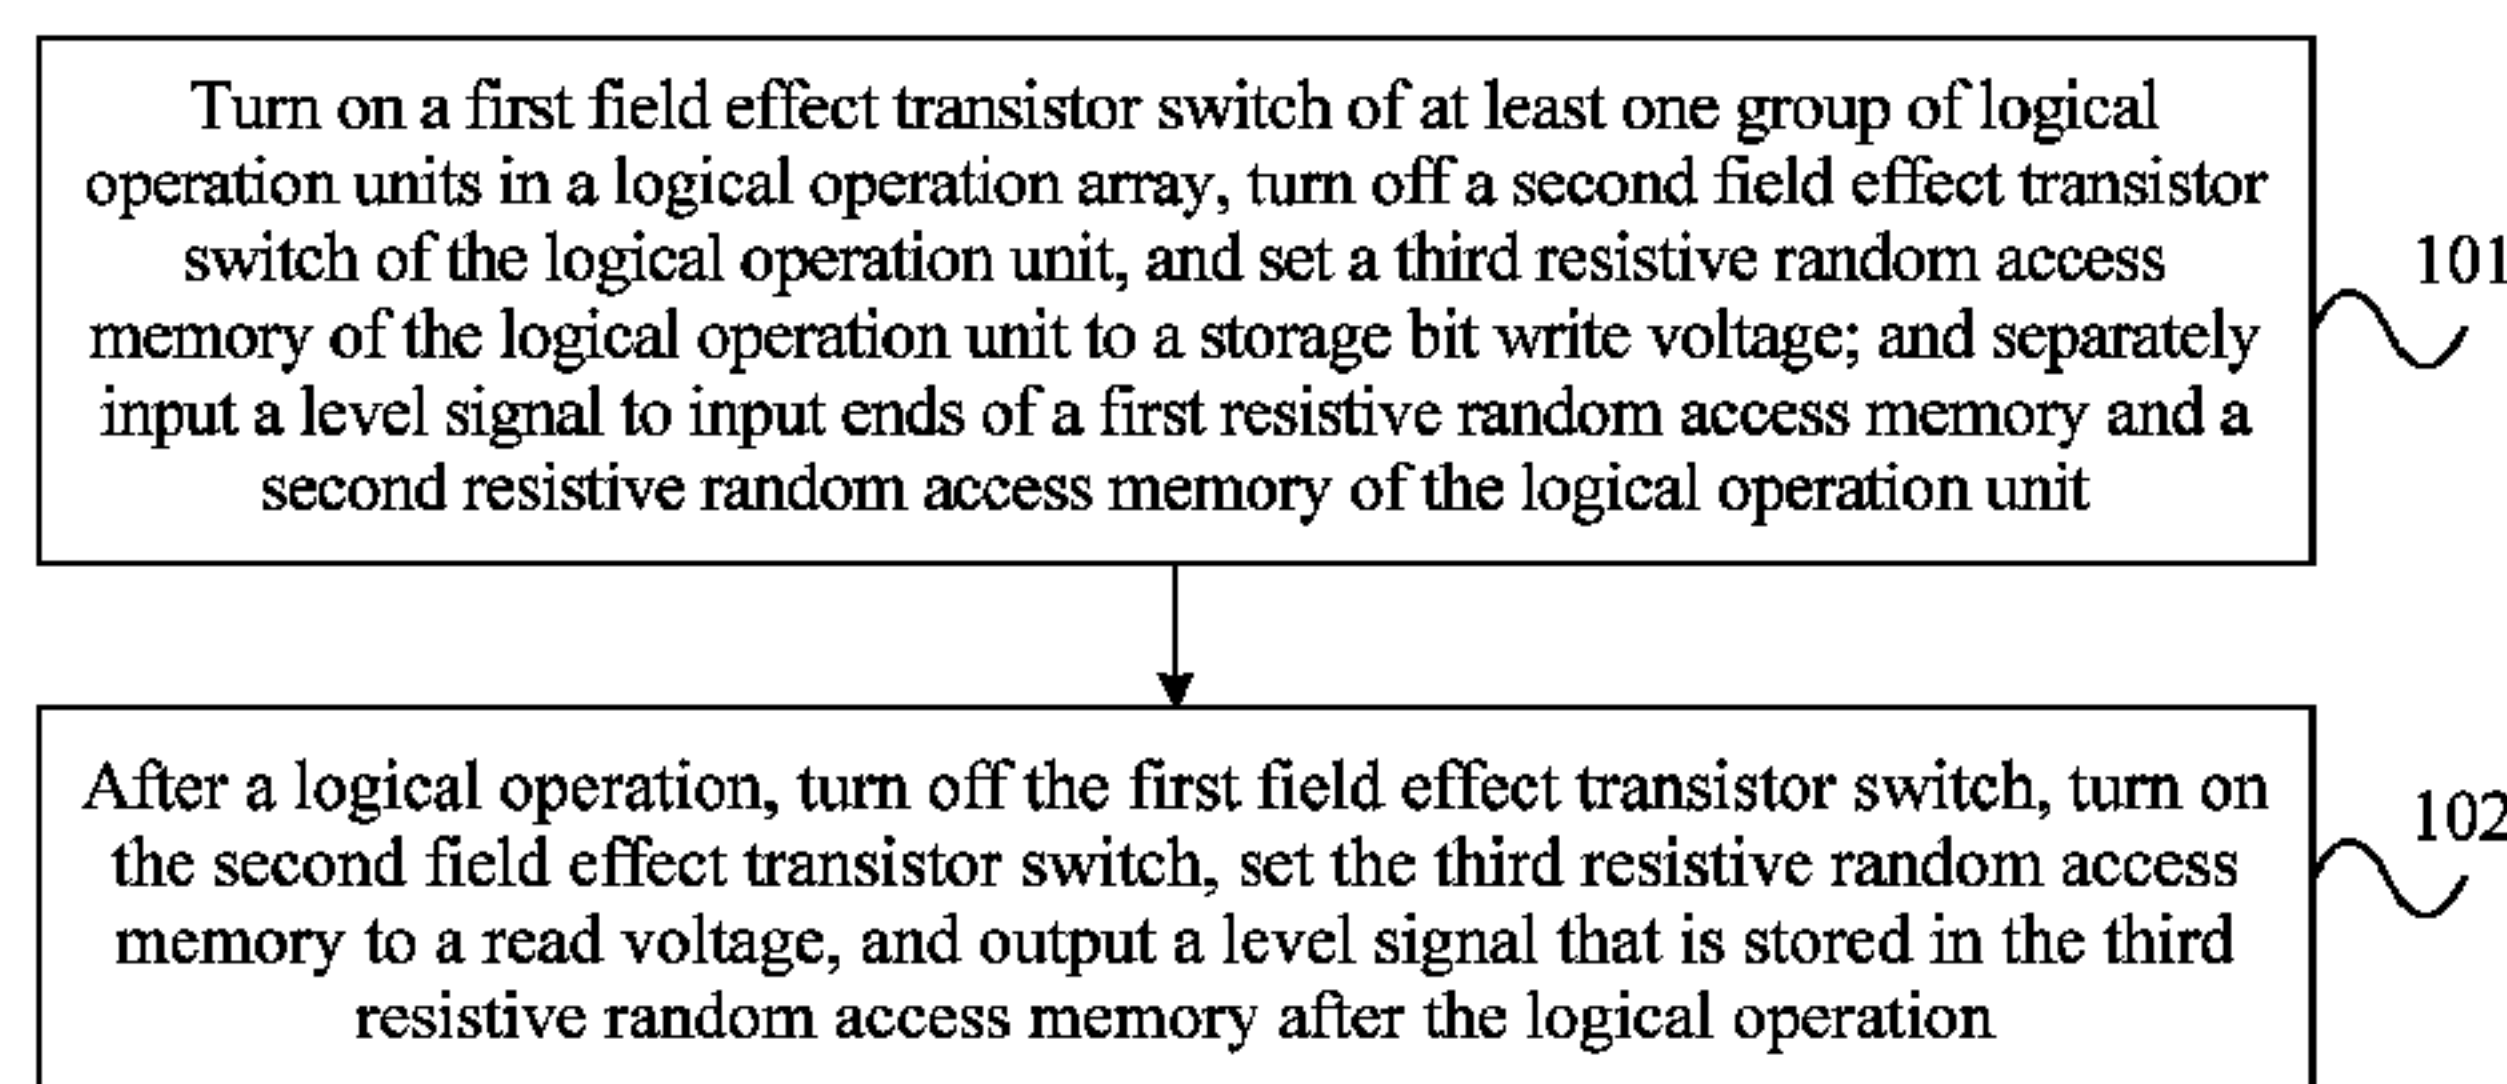 Turn on a first field effect transistor switch of at least one group of logical
operation units in a logical operation array, turn off a second field effect transistor
switch of the logical operation unit, and set a third resistive random access
memory of the logical operation unit to a storage bit write voltage; and separately
input a level signal to input ends of a first resistive random access memory and a
second resistive random access memory of the logical operation unit
101
After a logical operation, turn off the first field effect transistor switch, turn on
the second field effect transistor switch, set the third resistive random access
memory to a read voltage, and output a level signal that is stored in the third
resistive random access memory after the logical operation
102